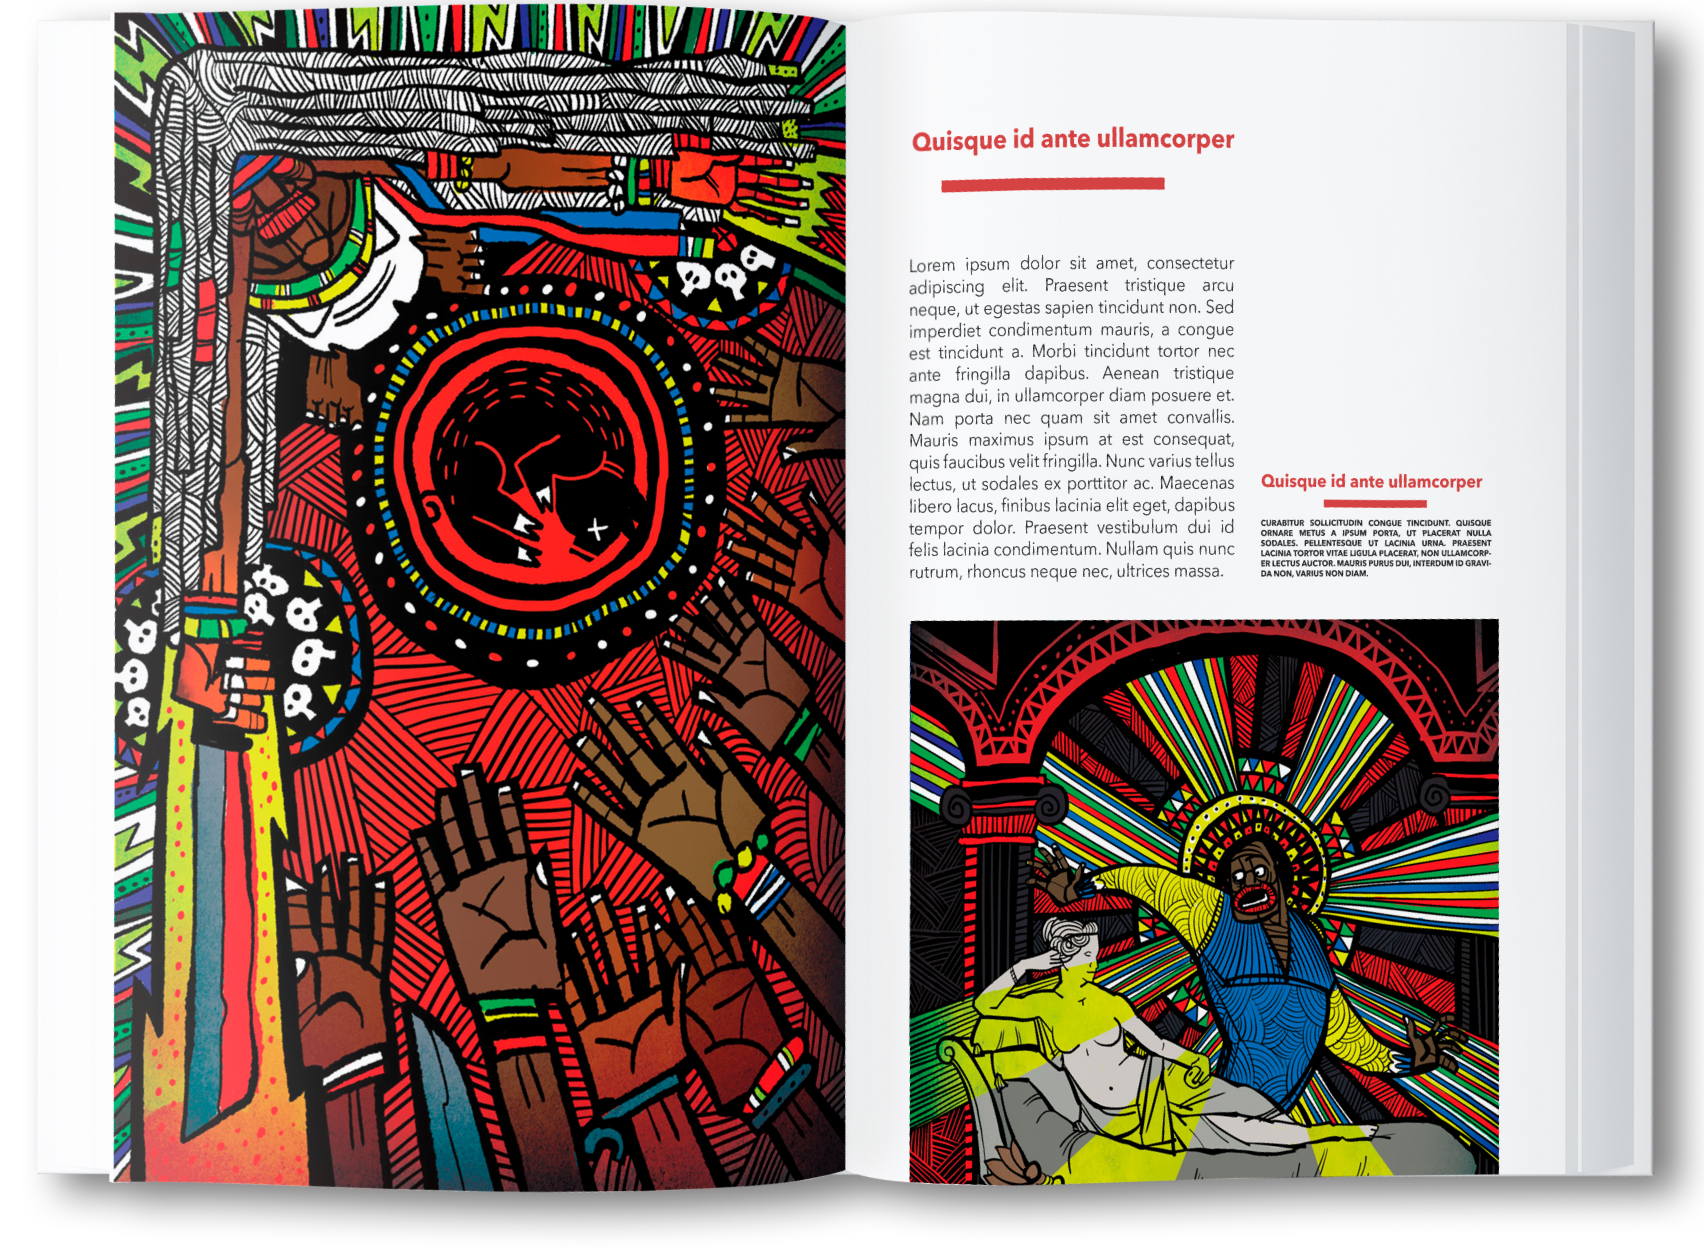 Quisque id ante ullamcorper
Lorem ipsum dolor sit amet, consectetur
adipiscing elit. Praesent tristique arcu
neque, ut egestas sapien tincidunt non. Sed
imperdiet condimentum mauris, a congue
est tincidunt a. Morbi tincidunt tortor nec
ante fringilla dapibus. Aenean tristique
magna dui, in ullamcorper diam posuere et.
Nam porta nec quam sit amet convallis.
Mauris maximus ipsum at est consequat,
quis faucibus velit fringilla. Nunc varius tellus
lectus, ut sodales ex porttitor ac. Maecenas
libero lacus, finibus lacinia elit eget, dapibus
tempor dolor. Praesent vestibulum dui id
felis lacinia condimentum. Nullam quis nunc
rutrum, rhoncus neque nec, ultrices massa.
Quisque id ante ullamcorper
CURABITUR SOLLICITUDIN CONGUE TINCIDUNT. QUISQUE
ORNARE METUS A IPSUM PORTA, UT PLACERAT NULLA
SODALES. PELLENTESQUE UT LACINIA URNA. PRAESENT
LACINIA TORTOR VITAE LIGULA PLACERAT, NON ULLAMCORP-
ER LECTUS AUCTOR. MAURIS PURUS DUI, INTERDUM ID GRAVI-
DA NON, VARIUS NON DIAM.